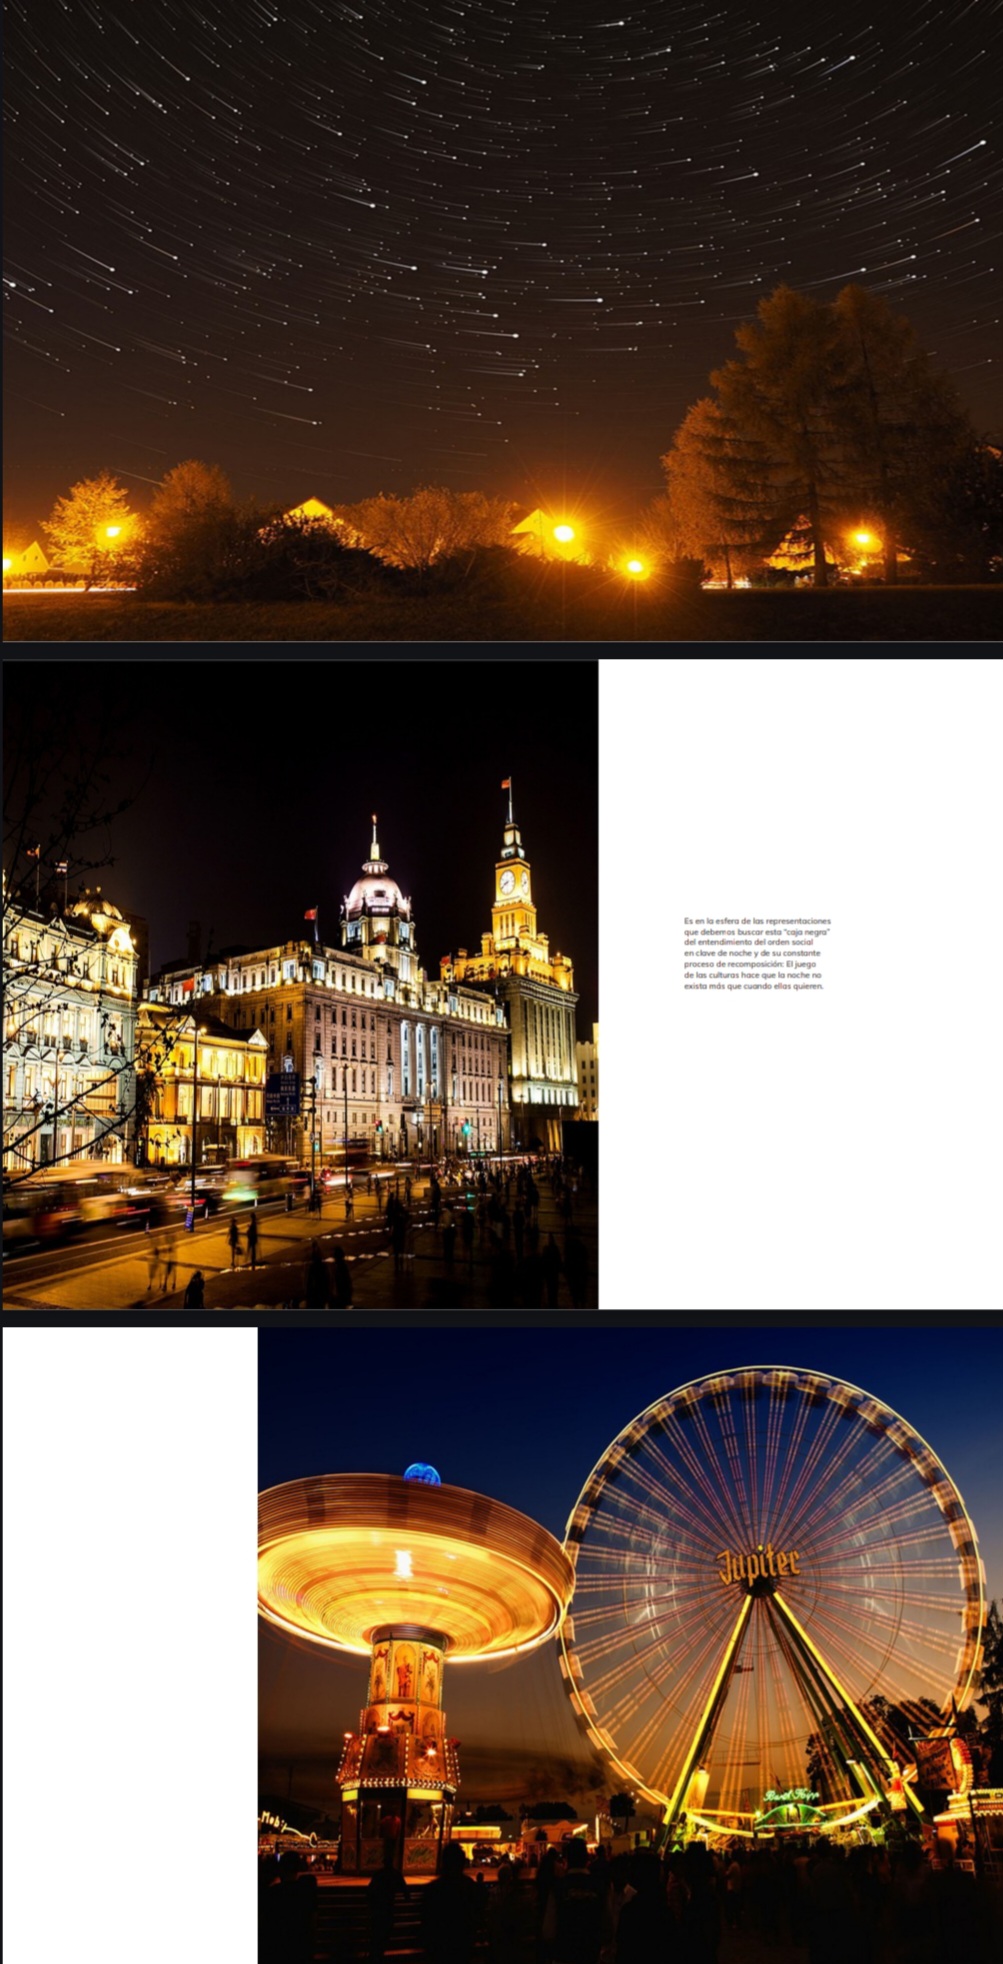 Es en la esfera de las representaciones
que debemos buscar esta "caja negra"
del entendimiento del orden social
en clave de noche y de su constante
proceso de recomposición: El juego
de las culturas hace que la noche no
exista más que cuando ellas quieren.
Jupiter